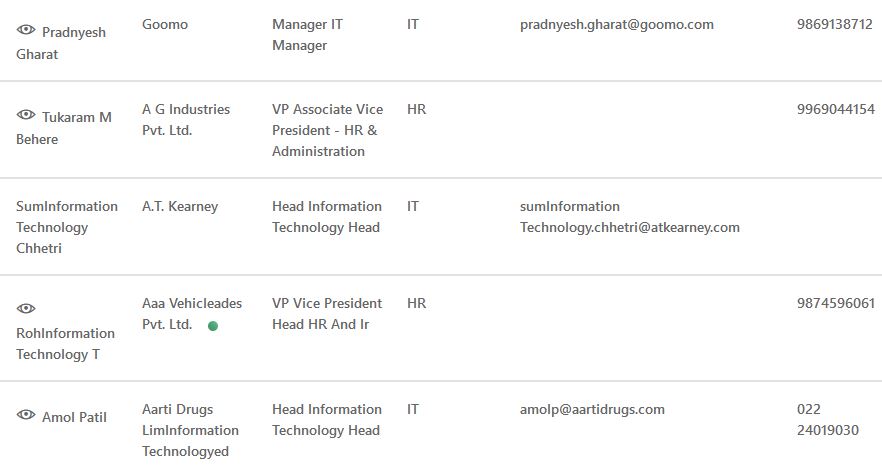 Pradnyesh Gharat
Goomo
Manager IT Manager
IT
pradnyesh.gharat@goomo.com
9869138712
Tukaram M Behere
A G Industries Pvt. Ltd.
VP Associate Vice President - HR & Administration
HR
9969044154
SumInformation Technology Chhetri
A.T. Kearney
Head Information Technology Head
IT
sumInformation Technology.chhetri@atkearney.com
RohInformation Technology T
Aaa Vehicleades Pvt. Ltd.
VP Vice President Head HR And Ir
HR
9874596061
Amol Patil
Aarti Drugs LimInformation Technologyed
Head Information Technology Head
IT
amolp@aartidrugs.com
022 24019030